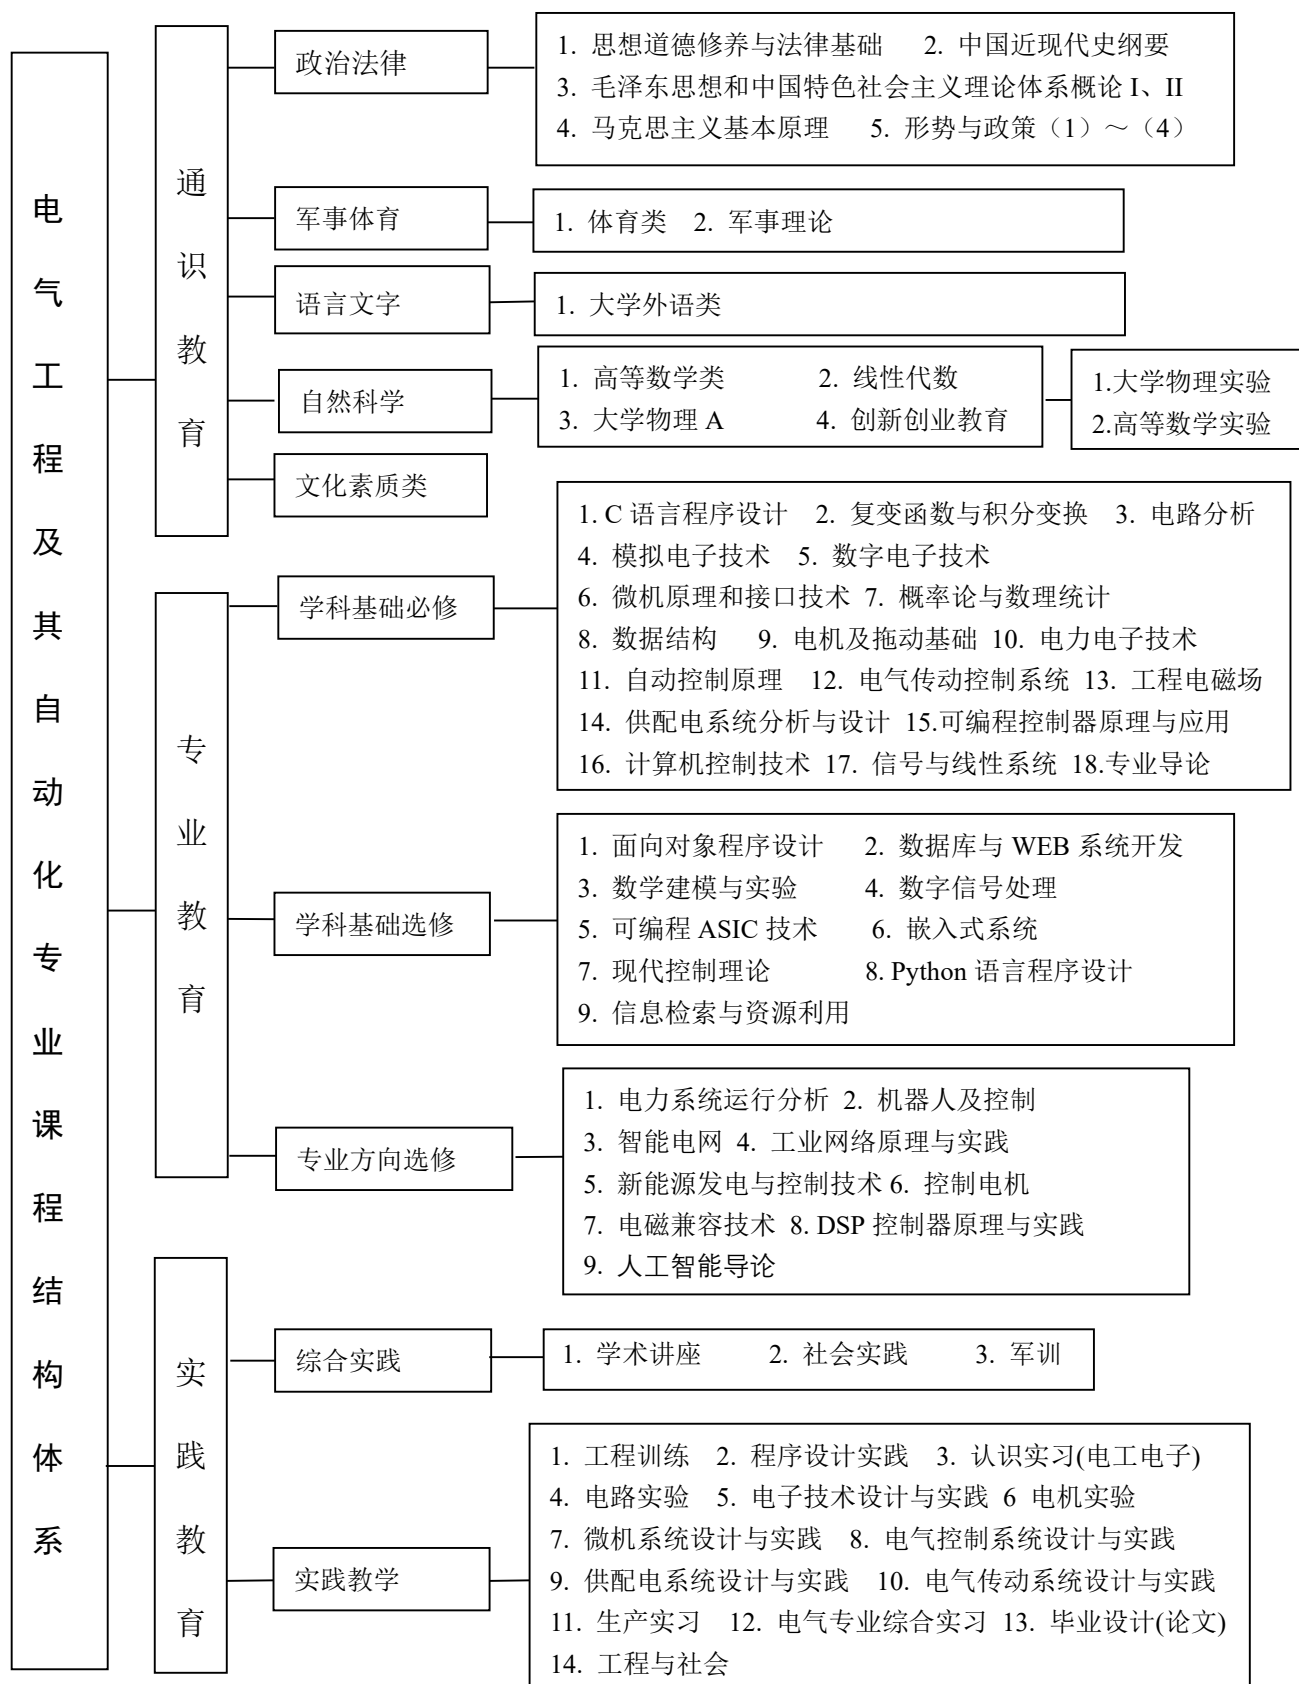 电气工程及其自动化专业课程结构体系
通识教育
政治法律
1. 思想道德修养与法律基础 2. 中国近现代史纲要
3. 毛泽东思想和中国特色社会主义理论体系概论 I、II
4. 马克思主义基本原理 5. 形势与政策（1）～（4）
军事体育
1. 体育类 2. 军事理论
语言文字
1. 大学外语类
自然科学
1. 高等数学类 2. 线性代数
3. 大学物理 A 4. 创新创业教育
1.大学物理实验
2.高等数学实验
文化素质类
专业教育
学科基础必修
1. C 语言程序设计 2. 复变函数与积分变换 3. 电路分析
4. 模拟电子技术 5. 数字电子技术
6. 微机原理和接口技术 7. 概率论与数理统计
8. 数据结构 9. 电机及拖动基础 10. 电力电子技术
11. 自动控制原理 12. 电气传动控制系统 13. 工程电磁场
14. 供配电系统分析与设计 15.可编程控制器原理与应用
16. 计算机控制技术 17. 信号与线性系统 18.专业导论
学科基础选修
1. 面向对象程序设计 2. 数据库与 WEB 系统开发
3. 数学建模与实验 4. 数字信号处理
5. 可编程 ASIC 技术 6. 嵌入式系统
7. 现代控制理论 8. Python 语言程序设计
9. 信息检索与资源利用
专业方向选修
1. 电力系统运行分析 2. 机器人及控制
3. 智能电网 4. 工业网络原理与实践
5. 新能源发电与控制技术 6. 控制电机
7. 电磁兼容技术 8. DSP 控制器原理与实践
9. 人工智能导论
实践教育
综合实践
1. 学术讲座 2. 社会实践 3. 军训
实践教学
1. 工程训练 2. 程序设计实践 3. 认识实习(电工电子)
4. 电路实验 5. 电子技术设计与实践 6 电机实验
7. 微机系统设计与实践 8. 电气控制系统设计与实践
9. 供配电系统设计与实践 10. 电气传动系统设计与实践
11. 生产实习 12. 电气专业综合实习 13. 毕业设计(论文)
14. 工程与社会